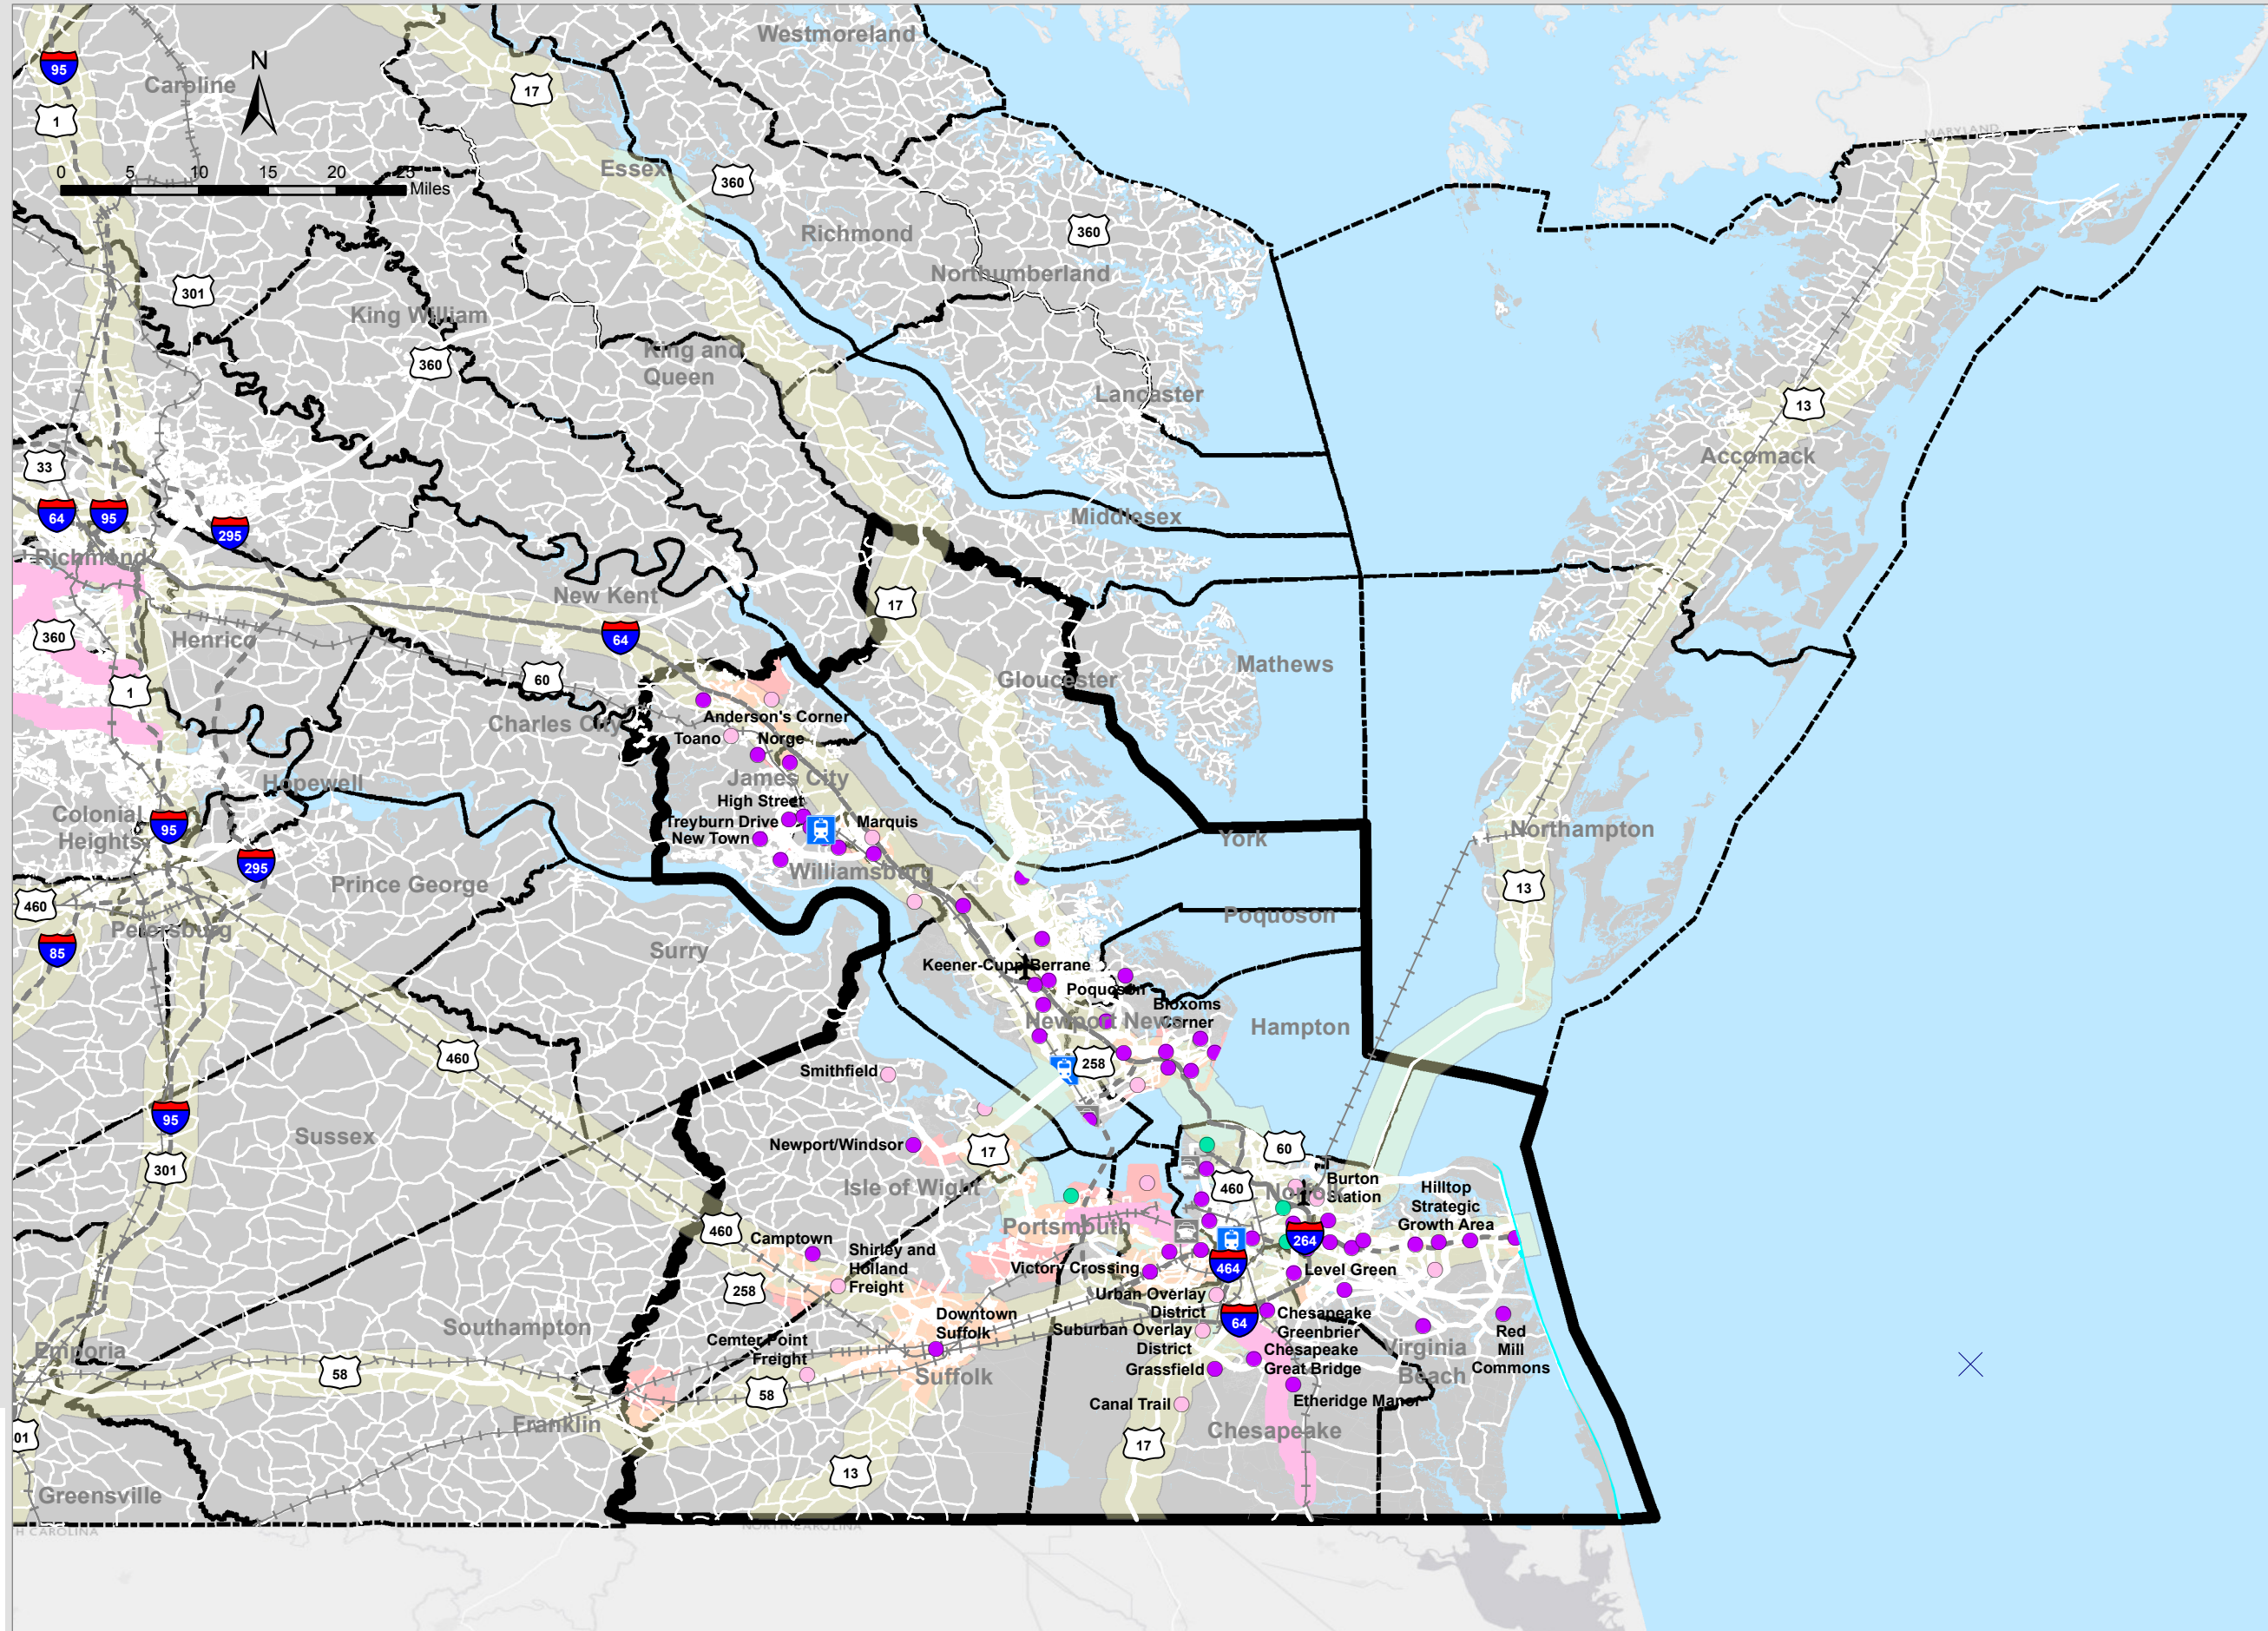 Westmoreland
95
Caroline
N
17
1
MARYLAND
0 5 10 15 20 25
Miles
Essex
360
Richmond
360
Northumberland
301
King William
King and
Queen
360
Lancaster
13
Accomack
33
64
95
295
Middlesex
Richmond
New Kent
17
64
360
Henrico
Mathews
60
Gloucester
1
Charles City
Anderson's Corner
Toano
Norge
James City
Hopewell
High Street
Treyburn Drive
Marquis
New Town
Colonial
Heights
95
295
York
Northampton
Williamsburg
Prince George
13
460
Poquoson
Petersburg
85
Surry
Keener-Cupp
Berrane
Poquoson
Bloxoms
Corner
Newport News
Hampton
460
258
Smithfield
95
Sussex
Newport/Windsor
17
60
301
Isle of Wight
460
Norfolk
Burton
Station
Hilltop
Strategic
Growth Area
Portsmouth
460
Camptown
264
Shirley and
Holland
Freight
Victory Crossing
464
Level Green
258
Urban Overlay
District
Downtown
Suffolk
64
Chesapeake
Greenbrier
Southampton
Suburban Overlay
District
Cemter Point
Freight
Chesapeake
Great Bridge
Virginia
Beach
Red
Mill
Commons
Emporia
58
Suffolk
Grassfield
58
Etheridge Manor
Canal Trail
Franklin
Chesapeake
01
17
13
Greensville
H CAROLINA
NORTH CAROLINA